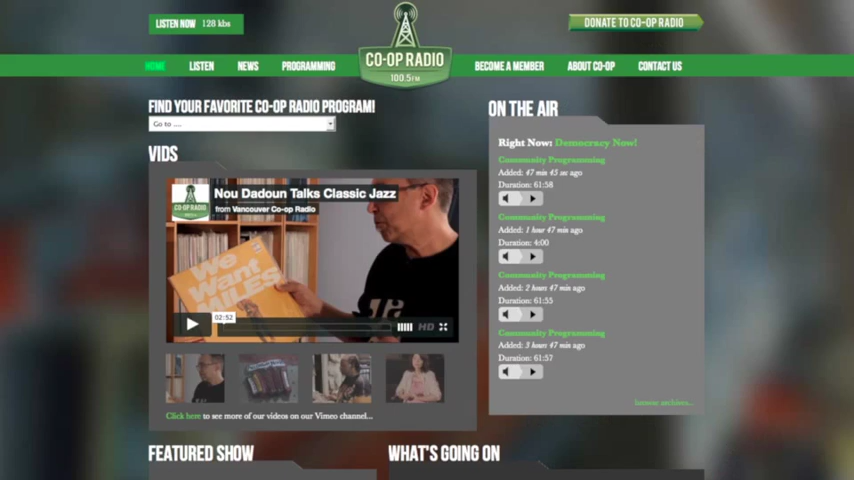 LISTEN NOW 128 kbs
DONATE TO CO-OP RADIO
HOME
LISTEN
NEWS
PROGRAMMING
CO-OP RADIO
100.5FM
BECOME A MEMBER
ABOUT CO-OP
CONTACT US
FIND YOUR FAVORITE CO-OP RADIO PROGRAM!
Go to ....
VIDS
CO-OP RADIO
Nou Dadoun Talks Classic Jazz
from Vancouver Co-op Radio
We
Want
MILES
02:52
HD
Click here to see more of our videos on our Vimeo channel...
ON THE AIR
Right Now: Democracy Now!
Community Programming
Added: 47 min 45 sec ago
Duration: 61:58
Community Programming
Added: 1 hour 47 min ago
Duration: 4:00
Community Programming
Added: 2 hours 47 min ago
Duration: 61:55
Community Programming
Added: 3 hours 47 min ago
Duration: 61:57
browse archives...
FEATURED SHOW
WHAT'S GOING ON